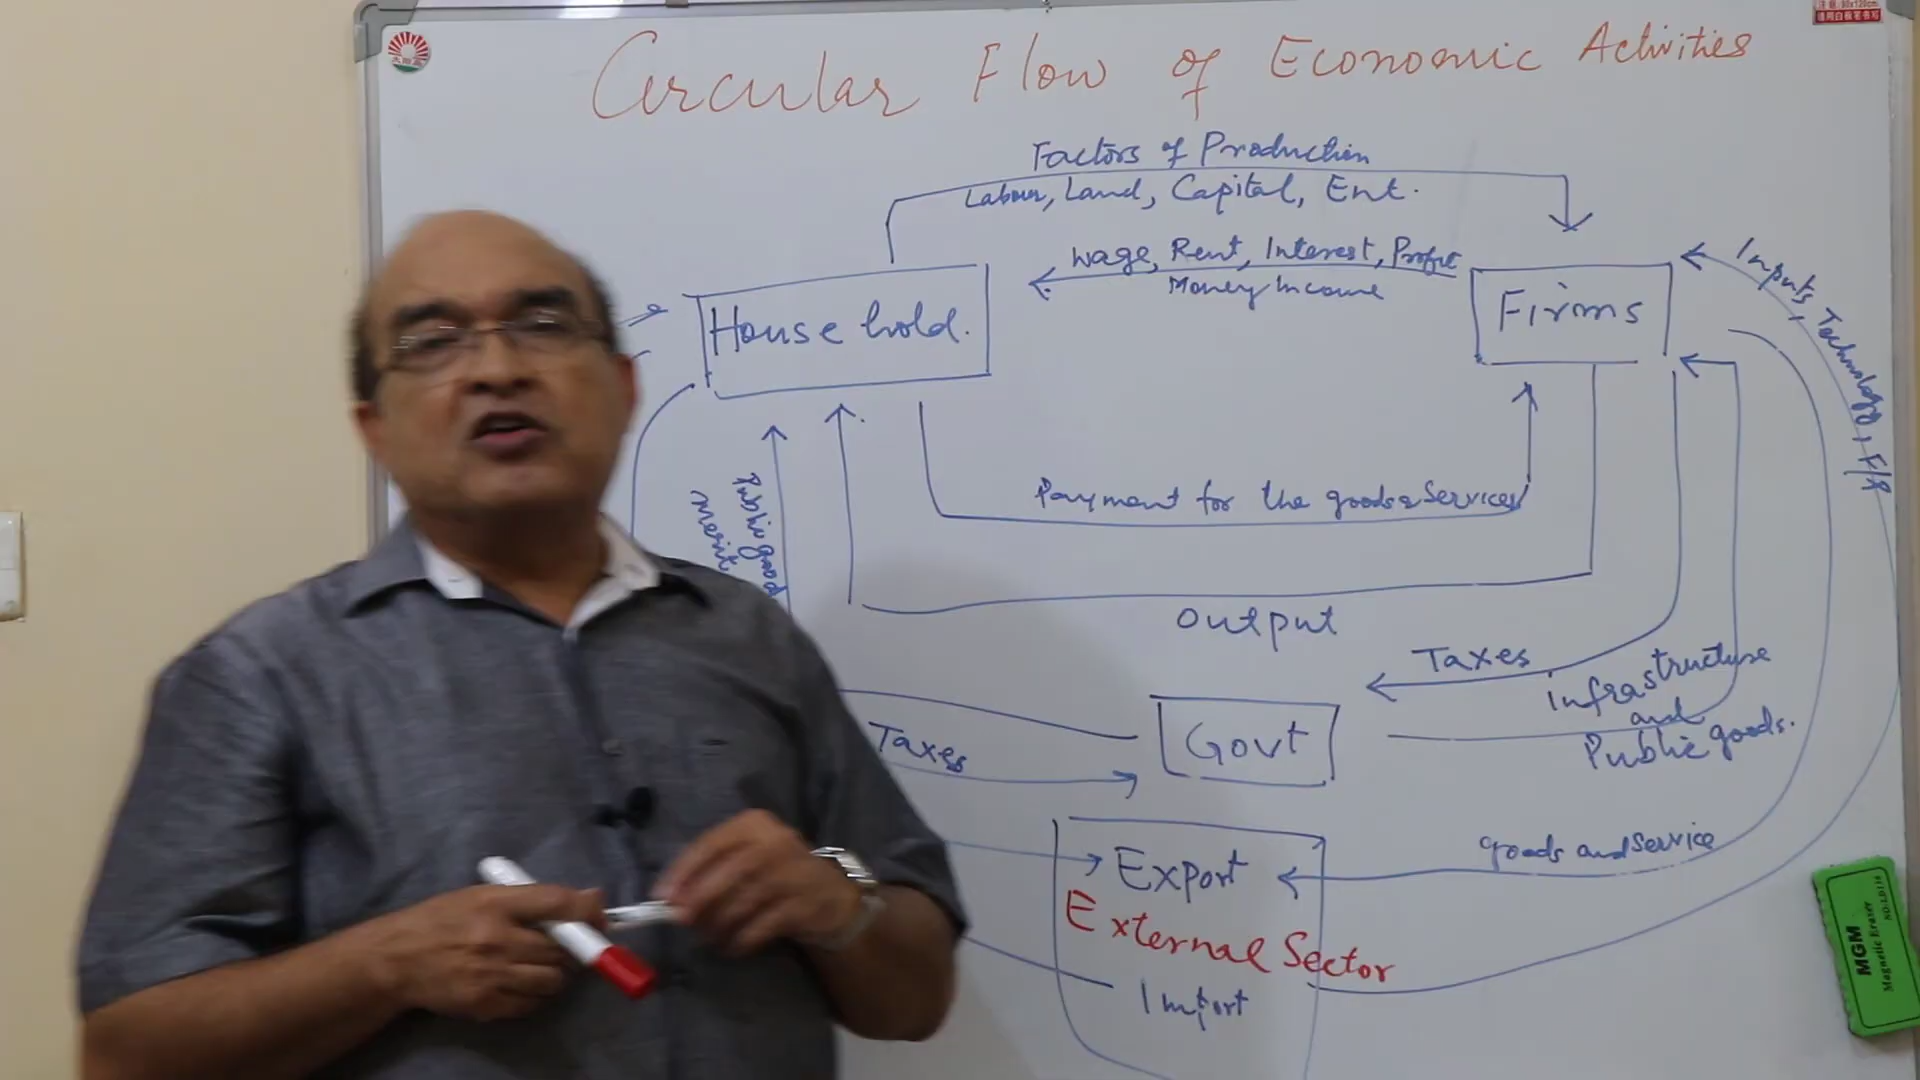 Circular Flow of Economic Activities
Factors of Production
Labour, Land, Capital, Ent.
Wage, Rent, Interest, Profit
Money Income
House hold.
Firms
Inputs, Technology, F/P
Payment for the goods & Services
Public good
merit
Output
Taxes
Infrastructure
and
Public goods.
Govt
Taxes
goods and Service
Export
External Sector
Import
MGM
Magnetic Eraser